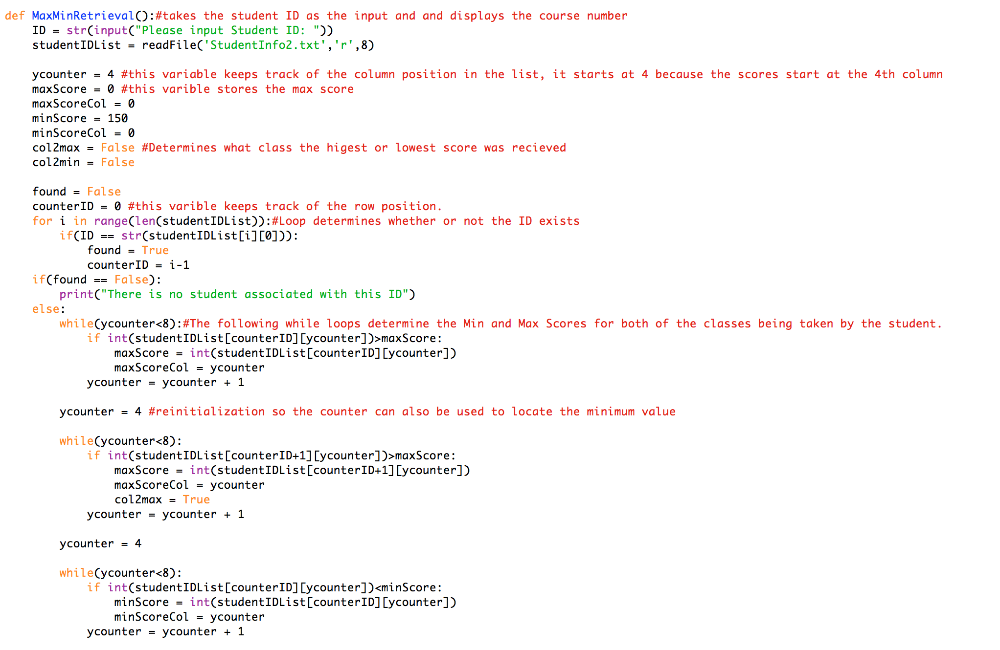 def MaxMinRetrieval():#takes the student ID as the input and and displays the course number
    ID = str(input("Please input Student ID: "))
    studentIDList = readFile('StudentInfo2.txt','r',8)

    ycounter = 4 #this variable keeps track of the column position in the list, it starts at 4 because the scores start at the 4th column
    maxScore = 0 #this varible stores the max score
    maxScoreCol = 0
    minScore = 150
    minScoreCol = 0
    col2max = False #Determines what class the higest or lowest score was recieved
    col2min = False

    found = False
    counterID = 0 #this varible keeps track of the row position.
    for i in range(len(studentIDList)):#Loop determines whether or not the ID exists
        if(ID == str(studentIDList[i][0])):
            found = True
            counterID = i-1
    if(found == False):
        print("There is no student associated with this ID")
    else:
        while(ycounter<8):#The following while loops determine the Min and Max Scores for both of the classes being taken by the student.
            if int(studentIDList[counterID][ycounter])>maxScore:
                maxScore = int(studentIDList[counterID][ycounter])
                maxScoreCol = ycounter
            ycounter = ycounter + 1

        ycounter = 4 #reinitialization so the counter can also be used to locate the minimum value

        while(ycounter<8):
            if int(studentIDList[counterID+1][ycounter])>maxScore:
                maxScore = int(studentIDList[counterID+1][ycounter])
                maxScoreCol = ycounter
                col2max = True
            ycounter = ycounter + 1

        ycounter = 4

        while(ycounter<8):
            if int(studentIDList[counterID][ycounter])<minScore:
                minScore = int(studentIDList[counterID][ycounter])
                minScoreCol = ycounter
            ycounter = ycounter + 1